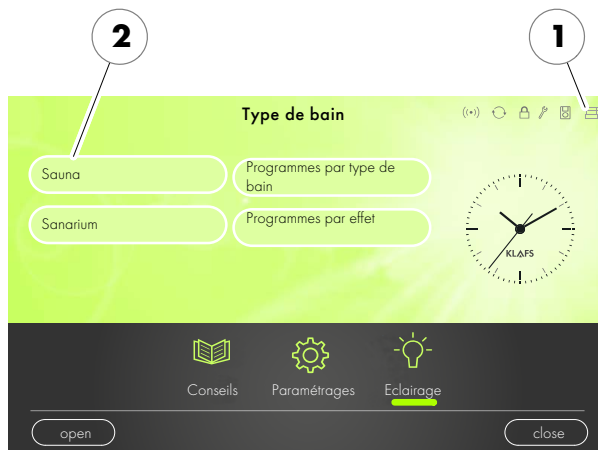 2
1
Type de bain
Sauna
Programmes par type de
bain
Sanarium
Programmes par effet
KLAFS
Conseils
Paramétrages
Eclairage
open
close